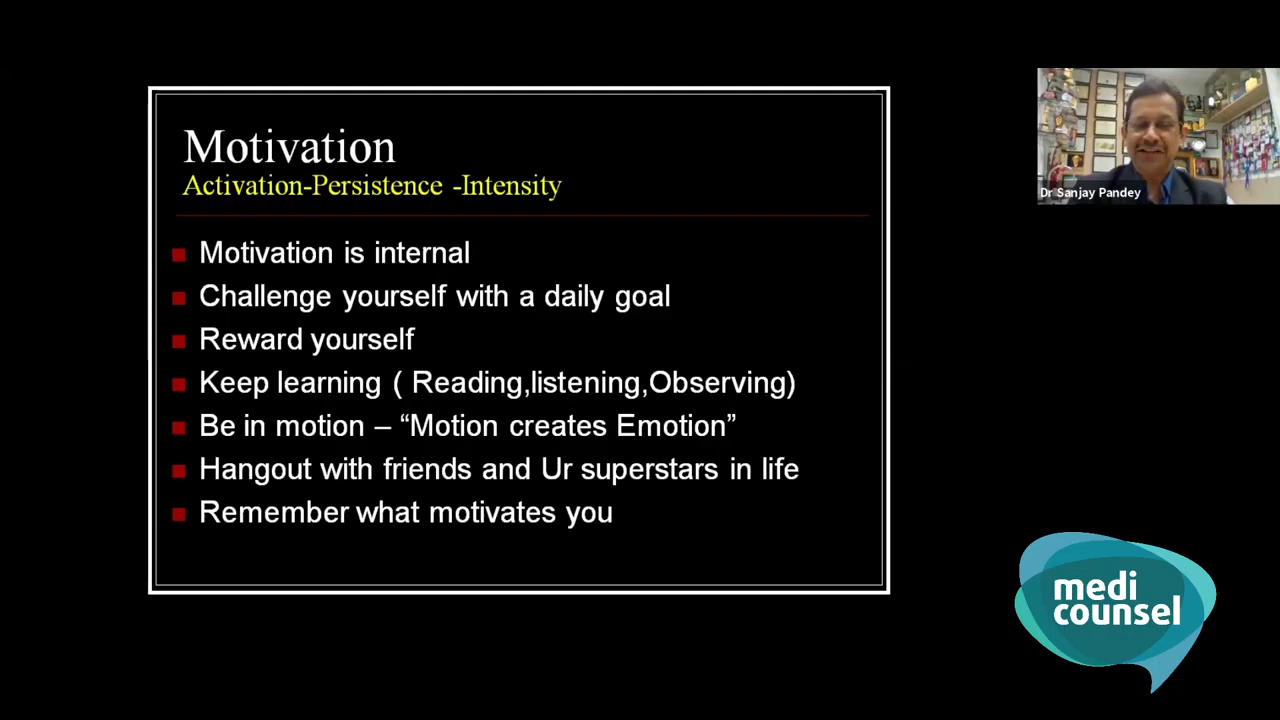 Motivation
Activation-Persistence -Intensity
Motivation is internal
Challenge yourself with a daily goal
Reward yourself
Keep learning ( Reading,listening,Observing)
Be in motion – “Motion creates Emotion”
Hangout with friends and Ur superstars in life
Remember what motivates you
Dr Sanjay Pandey
medi
counsel